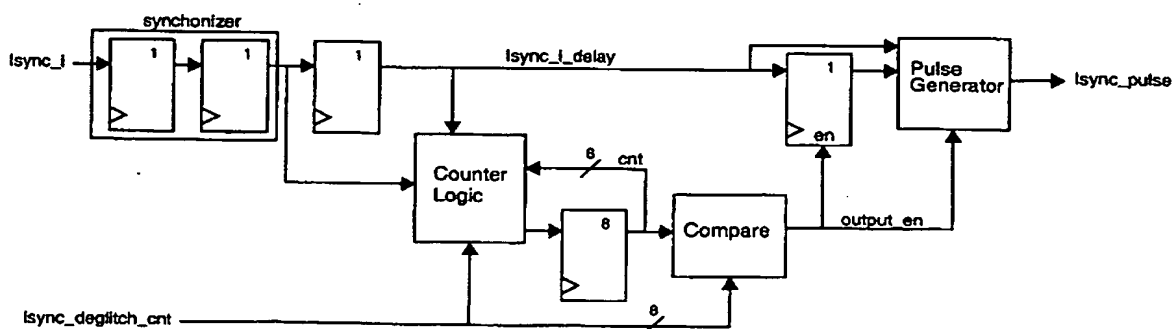 synchonizer
lsync_i
1
1
1
lsync_i_delay
1
en
Pulse
Generator
lsync_pulse
Counter
Logic
8
cnt
8
Compare
output_en
lsync_deglitch_cnt
8